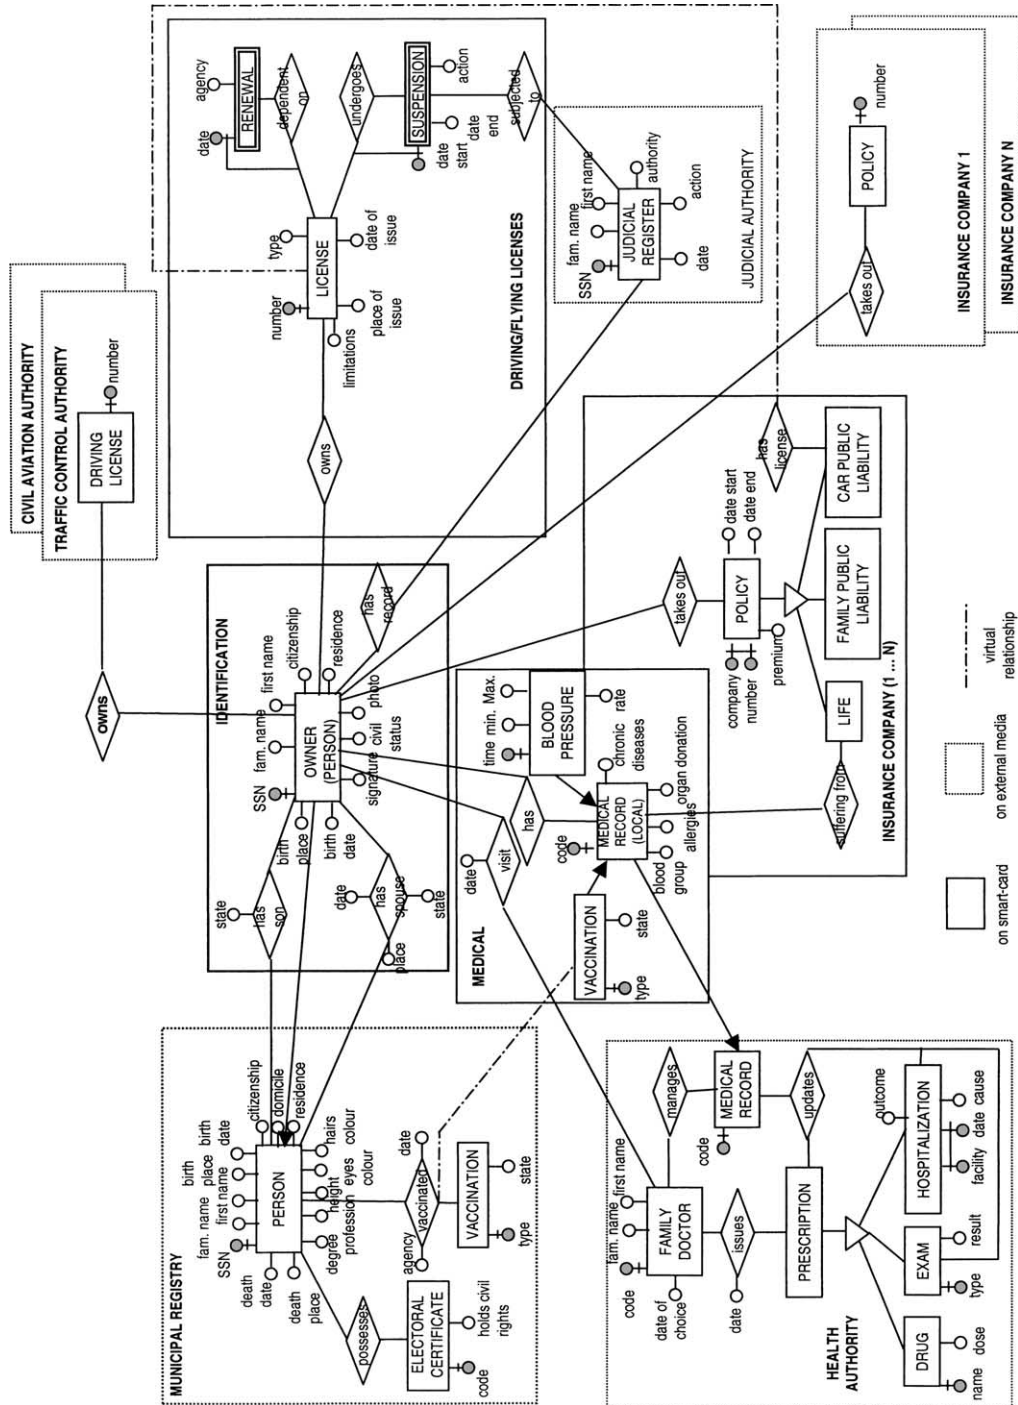 CIVIL AVIATION AUTHORITY
TRAFFIC CONTROL AUTHORITY
DRIVING
LICENSE
number
owns
DRIVING/FLYING LICENSES
RENEWAL
agency
date
dependent
on
undergoes
SUSPENSION
action
date
start
date
end
subjected
to
LICENSE
type
number
date of
issue
place of
issue
limitations
owns
JUDICIAL AUTHORITY
JUDICIAL
REGISTER
SSN
fam. name
first name
authority
action
date
POLICY
number
takes out
INSURANCE COMPANY 1
INSURANCE COMPANY N
IDENTIFICATION
OWNER
(PERSON)
SSN
fam. name
first name
citizenship
residence
photo
civil
status
signature
birth
place
birth
date
has
record
has
son
state
has
spouse
date
place
state
MEDICAL
BLOOD
PRESSURE
time
min.
Max.
rate
MEDICAL
RECORD
(LOCAL)
code
chronic
diseases
organ donation
allergies
blood
group
has
visit
date
VACCINATION
type
state
INSURANCE COMPANY (1 ... N)
takes out
POLICY
date start
date end
company
number
premium
has
license
CAR PUBLIC
LIABILITY
FAMILY PUBLIC
LIABILITY
LIFE
suffering from
MUNICIPAL REGISTRY
PERSON
SSN
fam. name
first name
birth
place
birth
date
citizenship
domicile
residence
hairs
colour
eyes
colour
height
profession
degree
death
date
death
place
possesses
ELECTORAL
CERTIFICATE
code
holds civil
rights
vaccinated
agency
date
VACCINATION
type
state
HEALTH
AUTHORITY
FAMILY
DOCTOR
code
fam. name
first name
date of
choice
manages
MEDICAL
RECORD
code
issues
date
PRESCRIPTION
updates
DRUG
name
dose
EXAM
type
result
HOSPITALIZATION
outcome
facility
date
cause
on smart-card
on external media
virtual
relationship